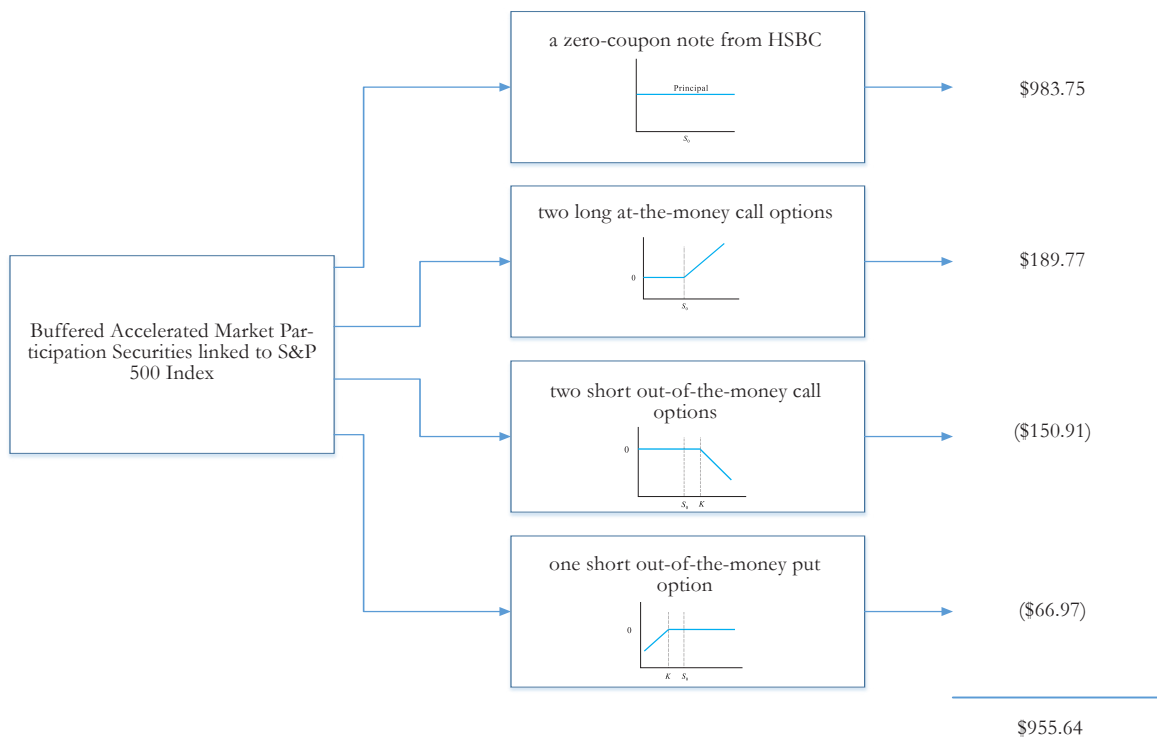 a zero-coupon note from HSBC
Principal
S₀
$983.75
two long at-the-money call options
0
S₀
$189.77
Buffered Accelerated Market Par-
ticipation Securities linked to S&P
500 Index
two short out-of-the-money call
options
0
S₀ K
($150.91)
one short out-of-the-money put
option
0
K S₀
($66.97)
$955.64